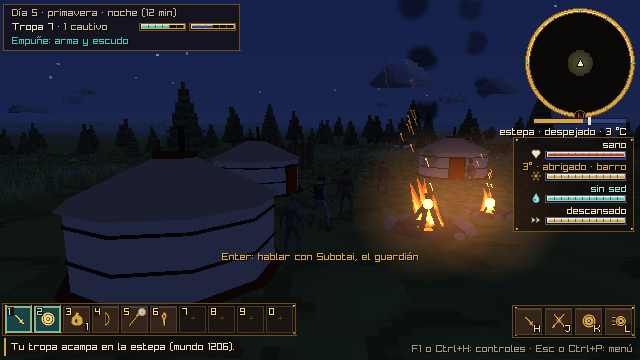 Día 5 · primavera · noche (12 min)
Tropa 7 · 1 cautivo
Empuñe: arma y escudo
N
estepa · despejado · 3 °C
sano
3° · abrigado · barro
sin sed
descansado
Enter: hablar con Subotai, el guardián
1 2 3 4 5 6 7 8 9 0
1
H J K L
Tu tropa acampa en la estepa (mundo 1206).
F1 o Ctrl+H: controles · Esc o Ctrl+P: menú